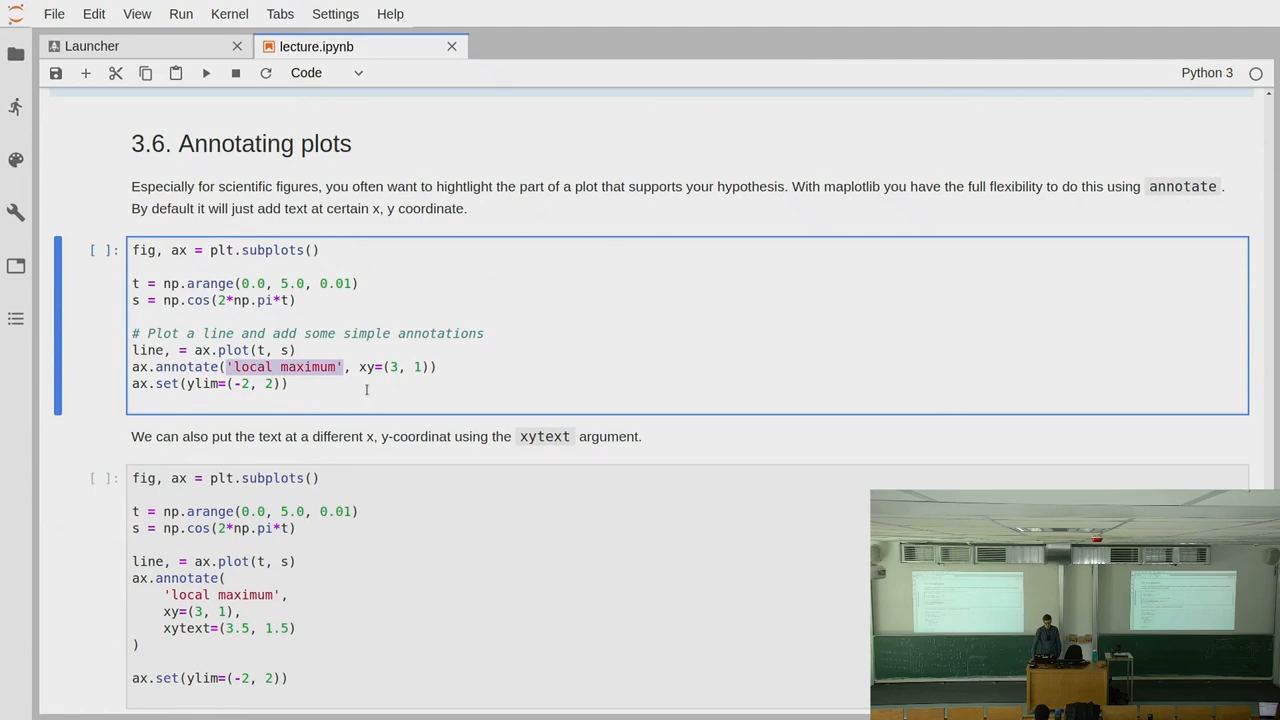 File Edit View Run Kernel Tabs Settings Help
Launcher
lecture.ipynb
Code
Python 3
3.6. Annotating plots
Especially for scientific figures, you often want to hightlight the part of a plot that supports your hypothesis. With maplotlib you have the full flexibility to do this using annotate .
By default it will just add text at certain x, y coordinate.
[ ]:
fig, ax = plt.subplots()
t = np.arange(0.0, 5.0, 0.01)
s = np.cos(2*np.pi*t)
# Plot a line and add some simple annotations
line, = ax.plot(t, s)
ax.annotate('local maximum', xy=(3, 1))
ax.set(ylim=(-2, 2))
We can also put the text at a different x, y-coordinat using the xytext argument.
[ ]:
fig, ax = plt.subplots()
t = np.arange(0.0, 5.0, 0.01)
s = np.cos(2*np.pi*t)
line, = ax.plot(t, s)
ax.annotate(
    'local maximum',
    xy=(3, 1),
    xytext=(3.5, 1.5)
)
ax.set(ylim=(-2, 2))